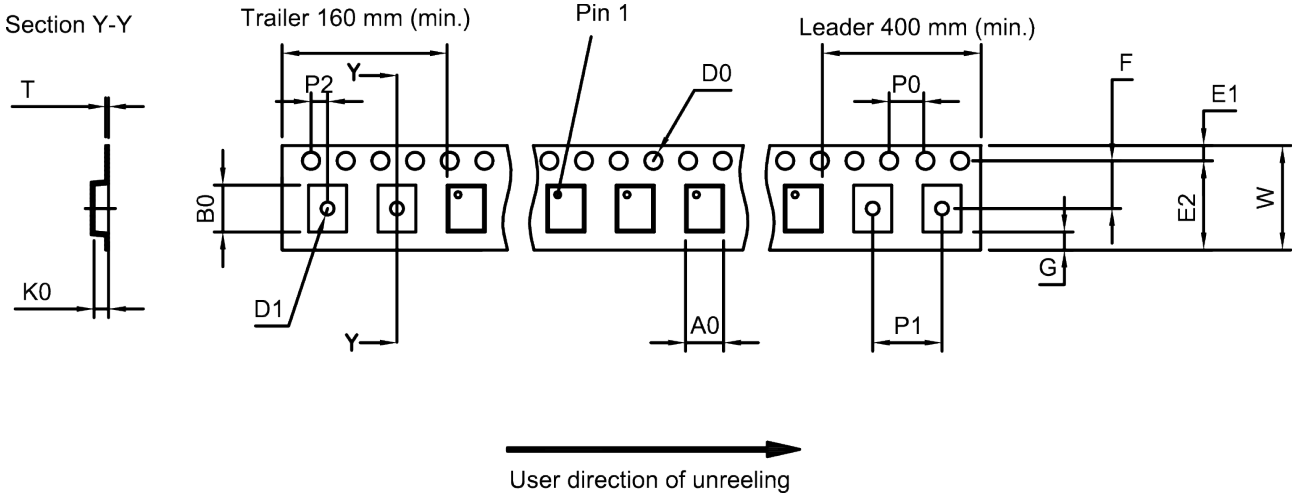 Section Y-Y
Trailer 160 mm (min.)
Pin 1
Leader 400 mm (min.)
T
P2
Y
D0
P0
F
E1
B0
E2
W
K0
D1
Y
A0
P1
G
User direction of unreeling